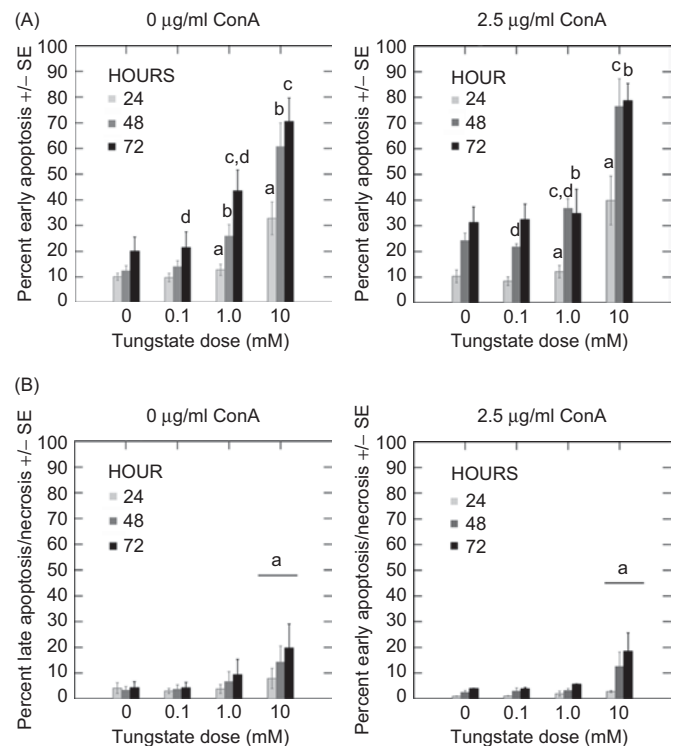 (A)
0 µg/ml ConA
Percent early apoptosis +/− SE
100
90
80
70
60
50
40
30
20
10
0
HOURS
24
48
72
d
a
b
c,d
a
b
c
0
0.1
1.0
10
Tungstate dose (mM)
2.5 µg/ml ConA
Percent early apoptosis +/− SE
100
90
80
70
60
50
40
30
20
10
0
HOUR
24
48
72
d
a
c,d
b
a
c
b
0
0.1
1.0
10
Tungstate dose (mM)
(B)
0 µg/ml ConA
Percent late apoptosis/necrosis +/− SE
100
90
80
70
60
50
40
30
20
10
0
HOUR
24
48
72
a
0
0.1
1.0
10
Tungstate dose (mM)
2.5 µg/ml ConA
Percent early apoptosis/necrosis +/− SE
100
90
80
70
60
50
40
30
20
10
0
HOURS
24
48
72
a
0
0.1
1.0
10
Tungstate dose (mM)